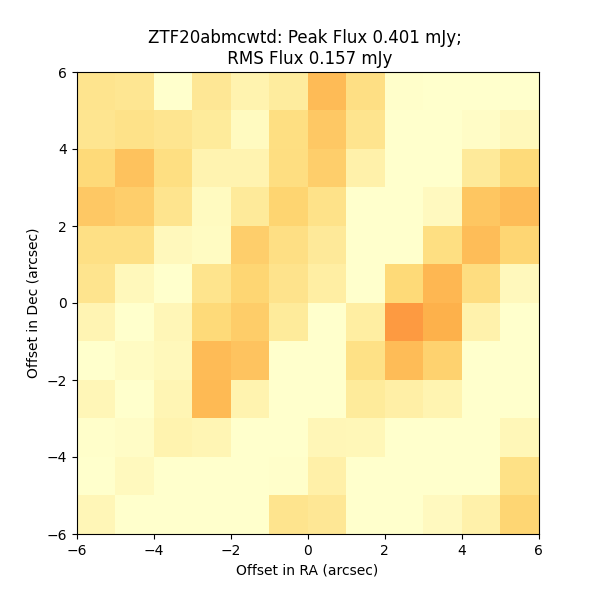 ZTF20abmcwtd: Peak Flux 0.401 mJy;
RMS Flux 0.157 mJy
6
4
2
0
−2
−4
−6
Offset in Dec (arcsec)
−6 −4 −2 0 2 4 6
Offset in RA (arcsec)